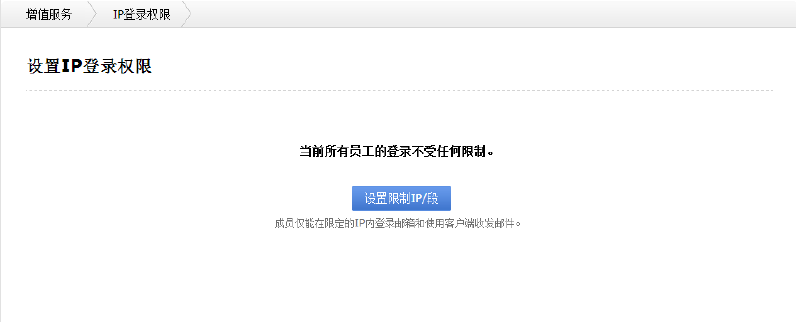 增值服务 IP登录权限
设置IP登录权限
当前所有员工的登录不受任何限制。
设置限制IP/段
成员仅能在限定的IP内登录邮箱和使用客户端收发邮件。